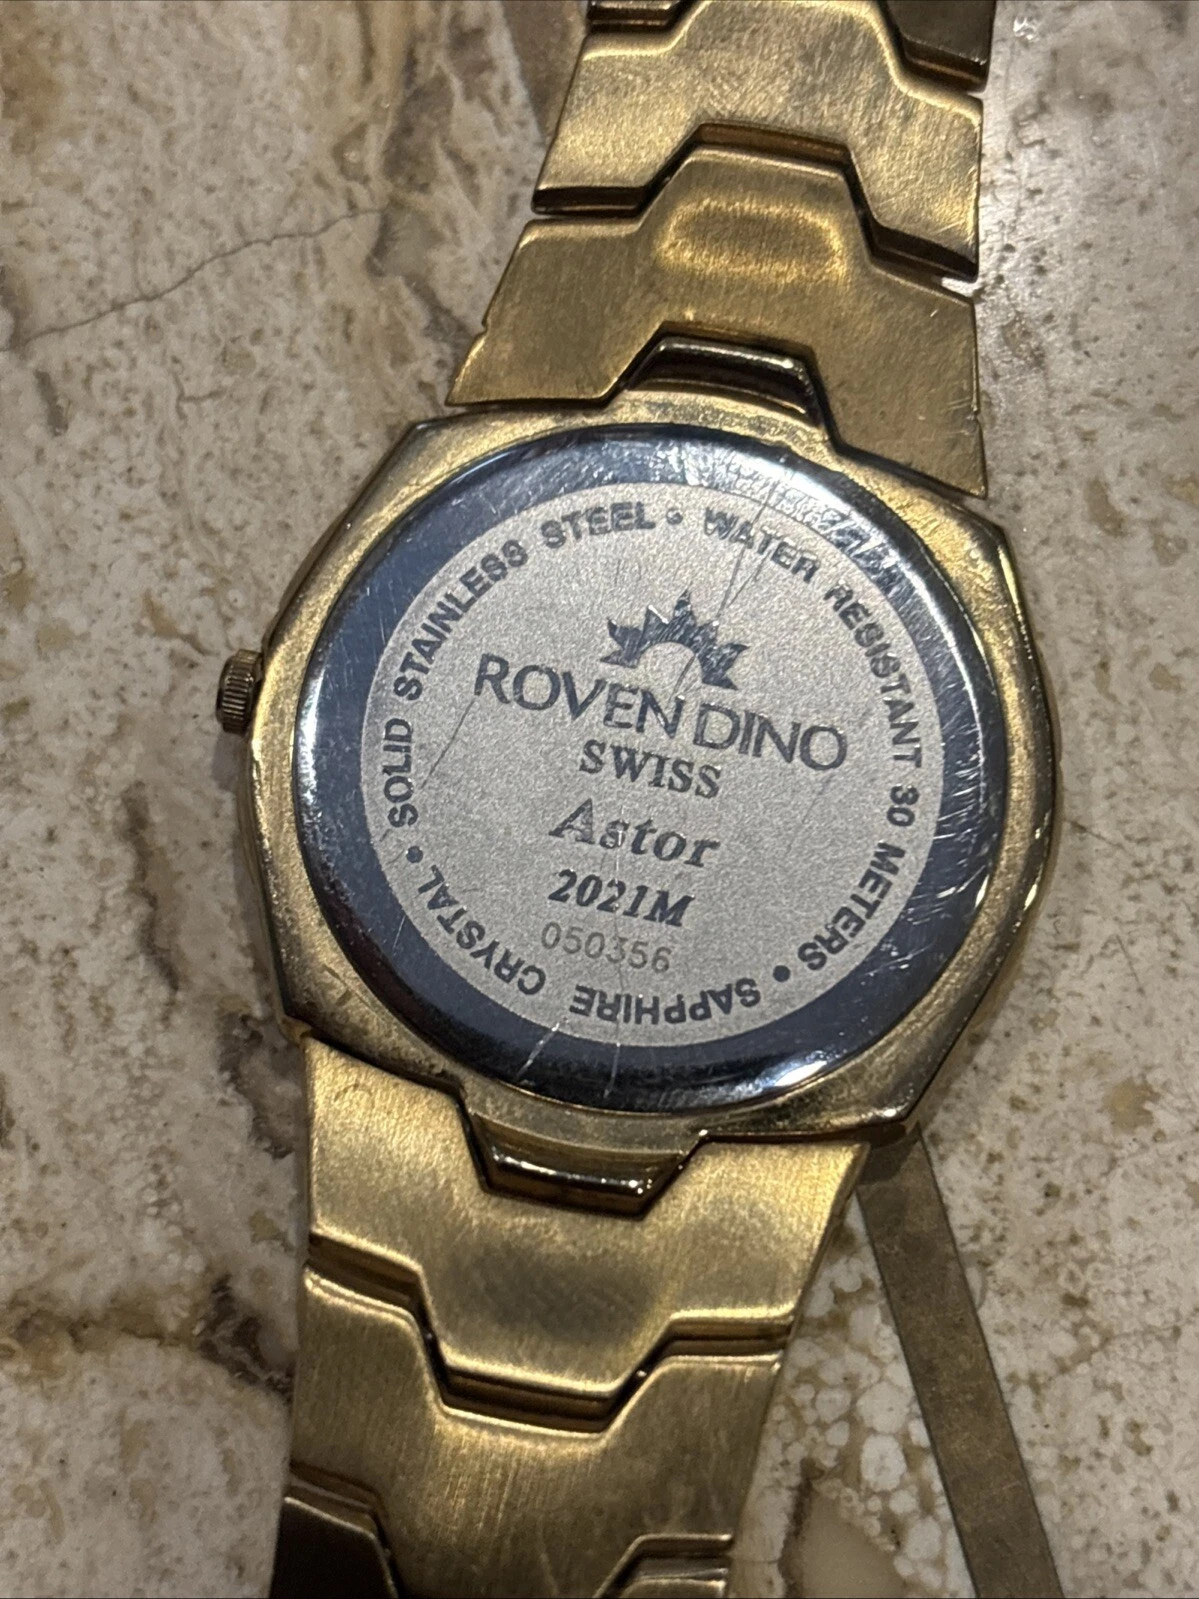 SOLID STAINLESS STEEL • WATER RESISTANT 30 METERS • SAPPHIRE CRYSTAL •
ROVEN DINO
SWISS
Astor
2021M
050356